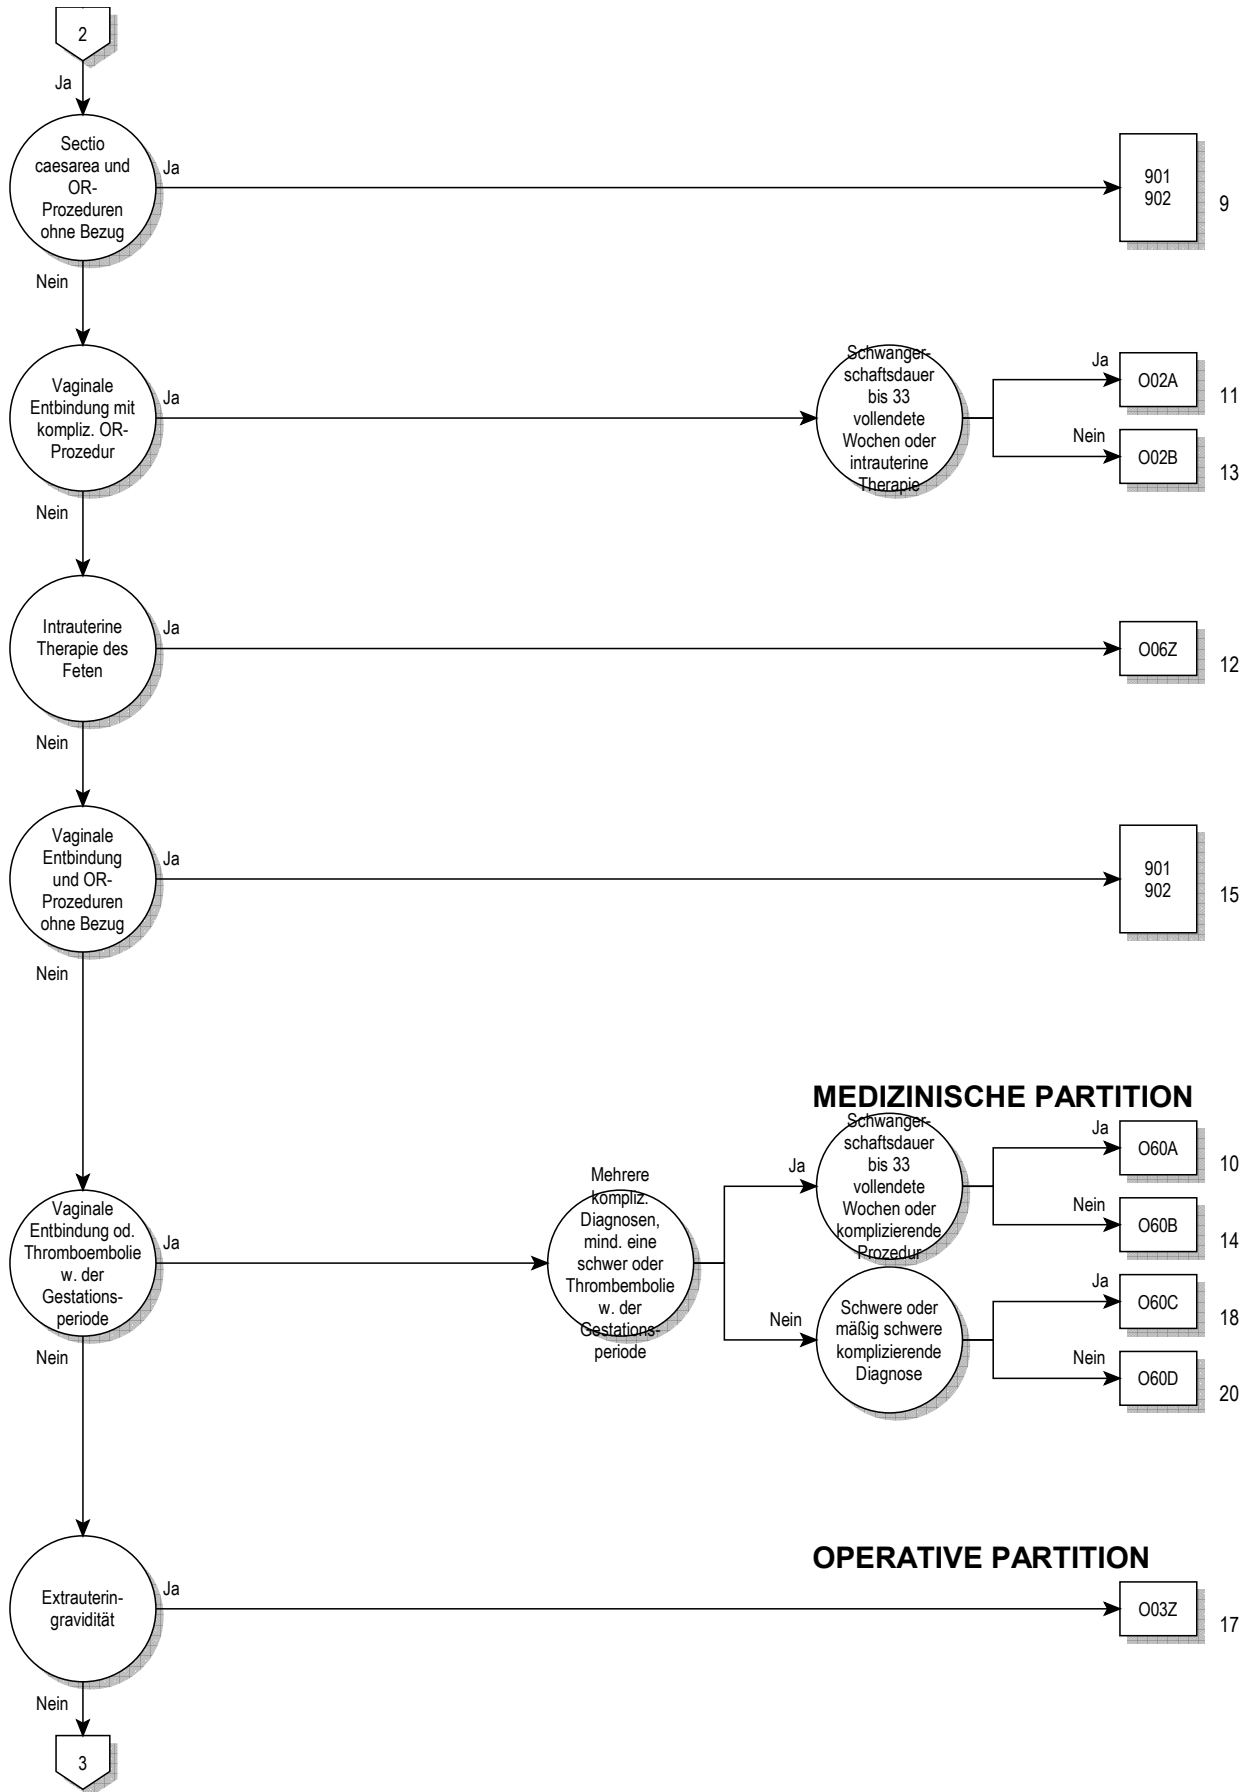 2
Ja
Sectio
caesarea und
OR-
Prozeduren
ohne Bezug
Ja
901
902
9
Nein
Vaginale
Entbindung mit
kompliz. OR-
Prozedur
Ja
Schwanger-
schaftsdauer
bis 33
vollendete
Wochen oder
intrauterine
Therapie
Ja
O02A
11
Nein
O02B
13
Nein
Intrauterine
Therapie des
Feten
Ja
O06Z
12
Nein
Vaginale
Entbindung
und OR-
Prozeduren
ohne Bezug
Ja
901
902
15
Nein
MEDIZINISCHE PARTITION
Vaginale
Entbindung od.
Thromboembolie
w. der
Gestations-
periode
Ja
Mehrere
kompliz.
Diagnosen,
mind. eine
schwer oder
Thrombembolie
w. der
Gestations-
periode
Ja
Schwanger-
schaftsdauer
bis 33
vollendete
Wochen oder
komplizierende
Prozedur
Ja
O60A
10
Nein
O60B
14
Nein
Schwere oder
mäßig schwere
komplizierende
Diagnose
Ja
O60C
18
Nein
O60D
20
Nein
OPERATIVE PARTITION
Extrauterin-
gravidität
Ja
O03Z
17
Nein
3